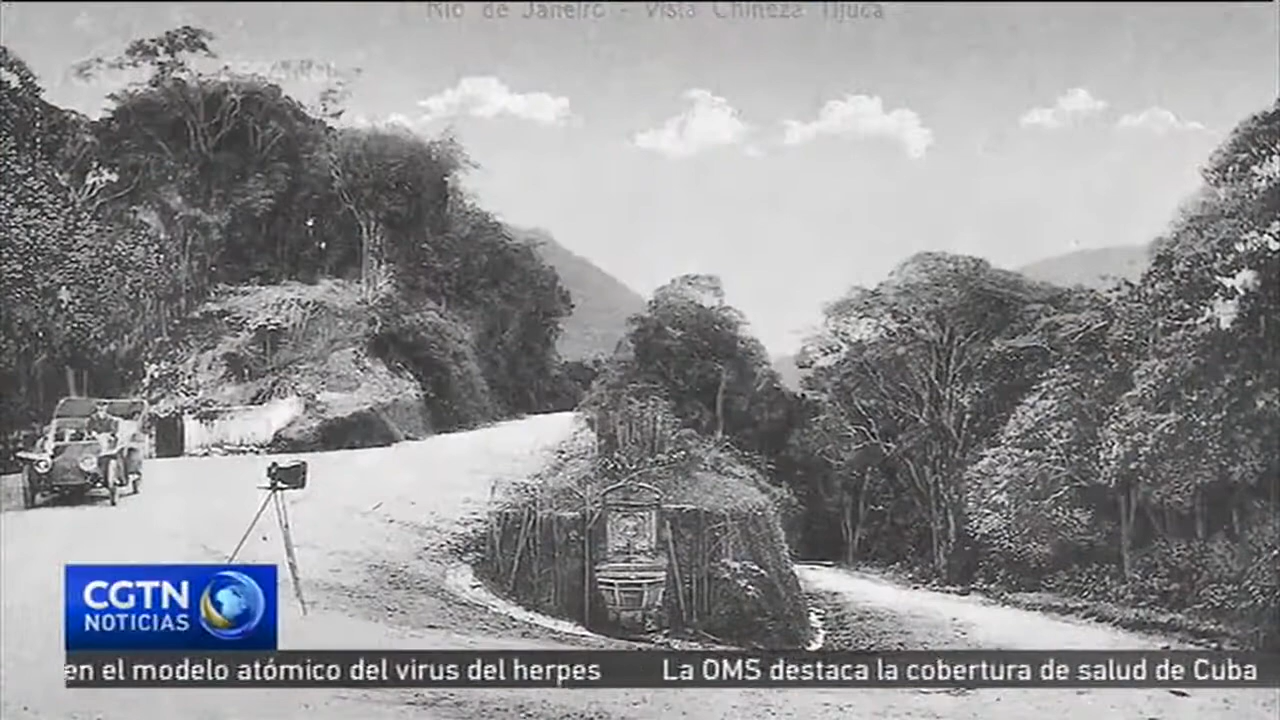 Rio de Janeiro - Vista Chineza Tijuca
CGTN
NOTICIAS
en el modelo atómico del virus del herpes La OMS destaca la cobertura de salud de Cuba